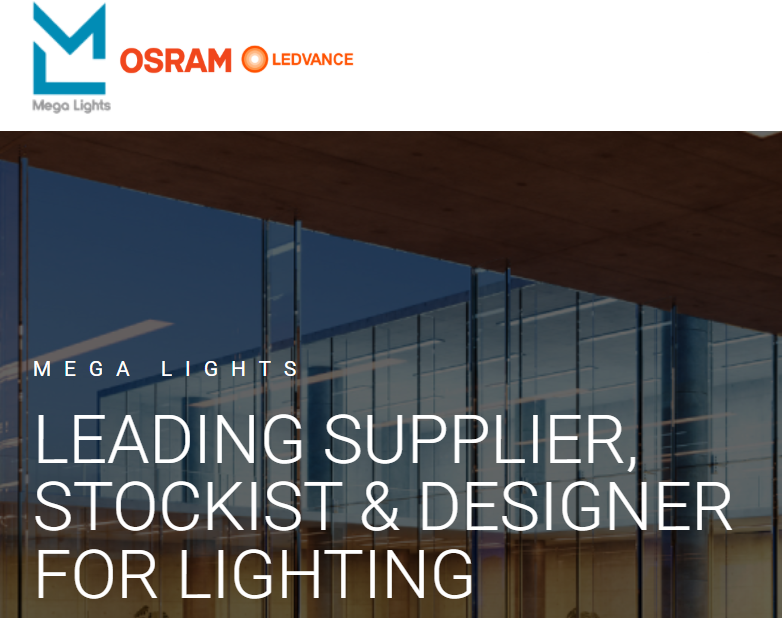 Mega Lights
OSRAM LEDVANCE
MEGA LIGHTS
LEADING SUPPLIER,
STOCKIST & DESIGNER
FOR LIGHTING